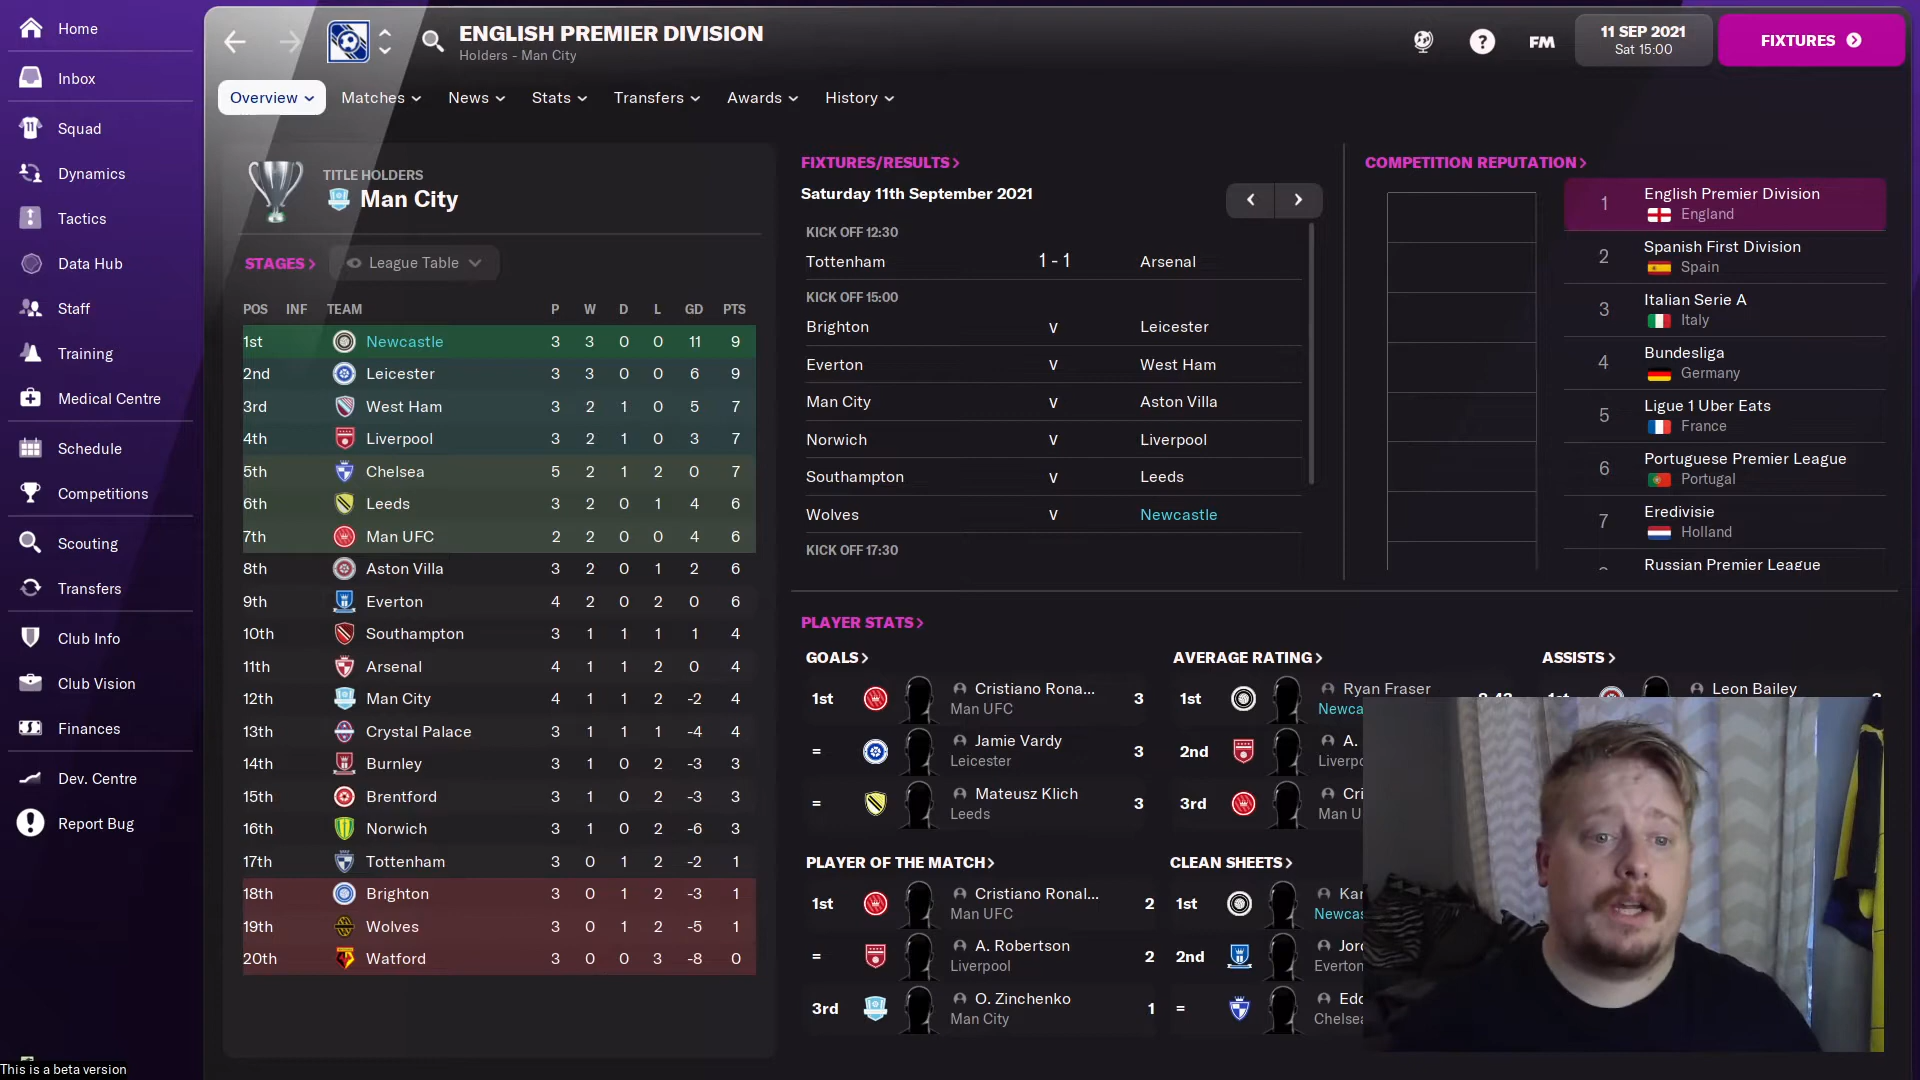 Home
Inbox
Squad
Dynamics
Tactics
Data Hub
Staff
Training
Medical Centre
Schedule
Competitions
Scouting
Transfers
Club Info
Club Vision
Finances
Dev. Centre
Report Bug
This is a beta version
ENGLISH PREMIER DIVISION
Holders - Man City
FM
11 SEP 2021
Sat 15:00
FIXTURES
Overview Matches News Stats Transfers Awards History
TITLE HOLDERS
Man City
STAGES League Table
POS INF TEAM P W D L GD PTS
1st Newcastle 3 3 0 0 11 9
2nd Leicester 3 3 0 0 6 9
3rd West Ham 3 2 1 0 5 7
4th Liverpool 3 2 1 0 3 7
5th Chelsea 5 2 1 2 0 7
6th Leeds 3 2 0 1 4 6
7th Man UFC 2 2 0 0 4 6
8th Aston Villa 3 2 0 1 2 6
9th Everton 4 2 0 2 0 6
10th Southampton 3 1 1 1 1 4
11th Arsenal 4 1 1 2 0 4
12th Man City 4 1 1 2 -2 4
13th Crystal Palace 3 1 1 1 -4 4
14th Burnley 3 1 0 2 -3 3
15th Brentford 3 1 0 2 -3 3
16th Norwich 3 1 0 2 -6 3
17th Tottenham 3 0 1 2 -2 1
18th Brighton 3 0 1 2 -3 1
19th Wolves 3 0 1 2 -5 1
20th Watford 3 0 0 3 -8 0
FIXTURES/RESULTS
Saturday 11th September 2021
KICK OFF 12:30
Tottenham 1 - 1 Arsenal
KICK OFF 15:00
Brighton v Leicester
Everton v West Ham
Man City v Aston Villa
Norwich v Liverpool
Southampton v Leeds
Wolves v Newcastle
KICK OFF 17:30
COMPETITION REPUTATION
1 English Premier Division
England
2 Spanish First Division
Spain
3 Italian Serie A
Italy
4 Bundesliga
Germany
5 Ligue 1 Uber Eats
France
6 Portuguese Premier League
Portugal
7 Eredivisie
Holland
Russian Premier League
PLAYER STATS
GOALS
1st Cristiano Rona... 3
Man UFC
= Jamie Vardy 3
Leicester
= Mateusz Klich 3
Leeds
AVERAGE RATING
1st Ryan Fraser
Newca
2nd A.
Liverpo
3rd Cri
Man U
ASSISTS
Leon Bailey
PLAYER OF THE MATCH
1st Cristiano Ronal... 2
Man UFC
= A. Robertson 2
Liverpool
3rd O. Zinchenko 1
Man City
CLEAN SHEETS
1st Kar
Newcas
2nd Jor
Everton
= Edo
Chelsea